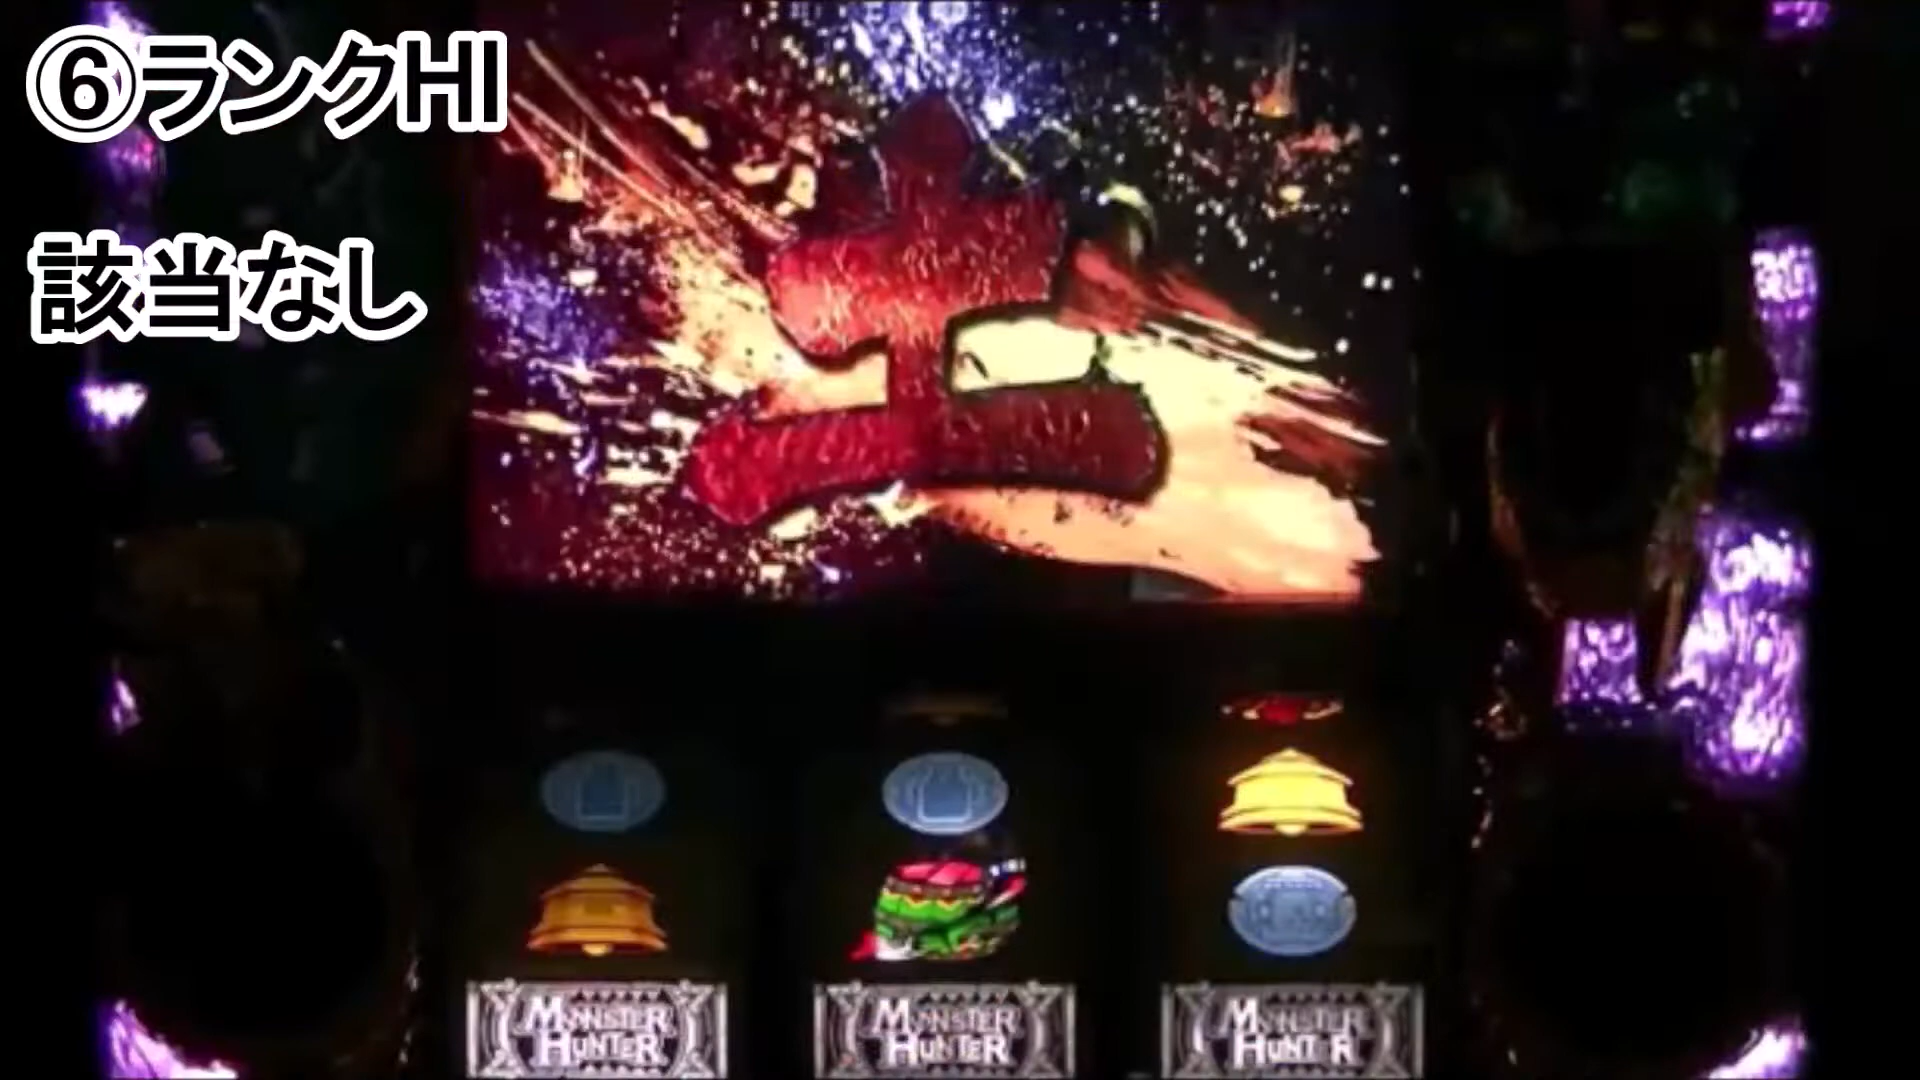 ⑥ランクHI
該当なし
MONSTER
HUNTER
MONSTER
HUNTER
MONSTER
HUNTER